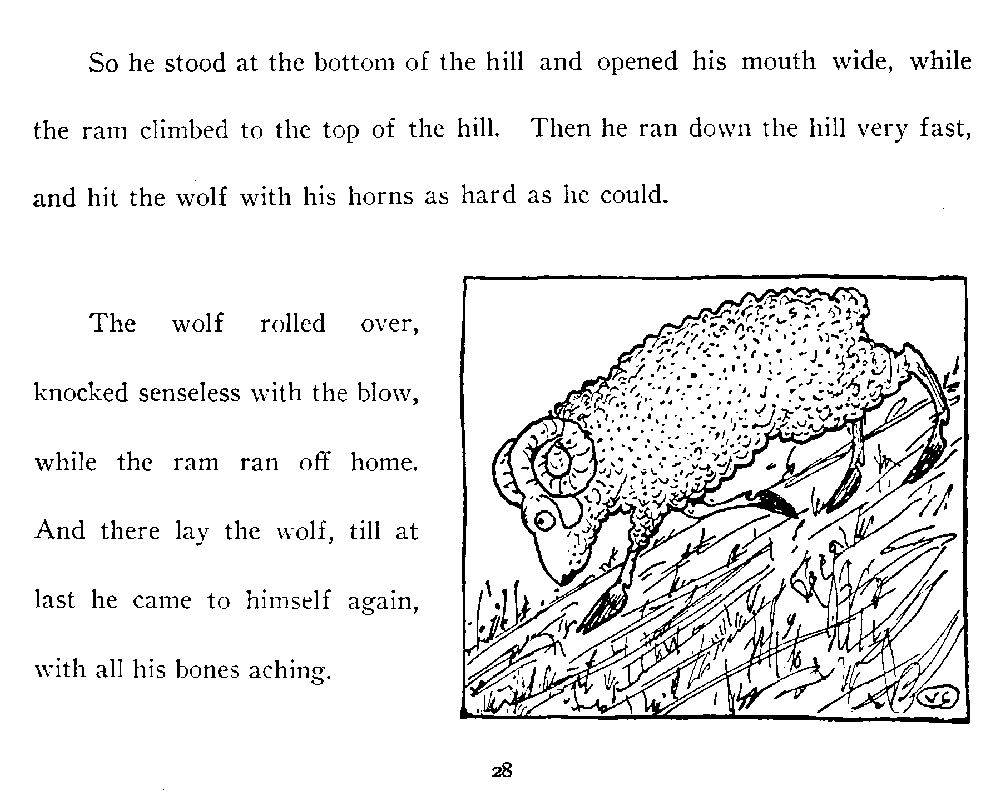 So he stood at the bottom of the hill and opened his mouth wide, while
the ram climbed to the top of the hill. Then he ran down the hill very fast,
and hit the wolf with his horns as hard as he could.
The wolf rolled over,
knocked senseless with the blow,
while the ram ran off home.
And there lay the wolf, till at
last he came to himself again,
with all his bones aching.
28